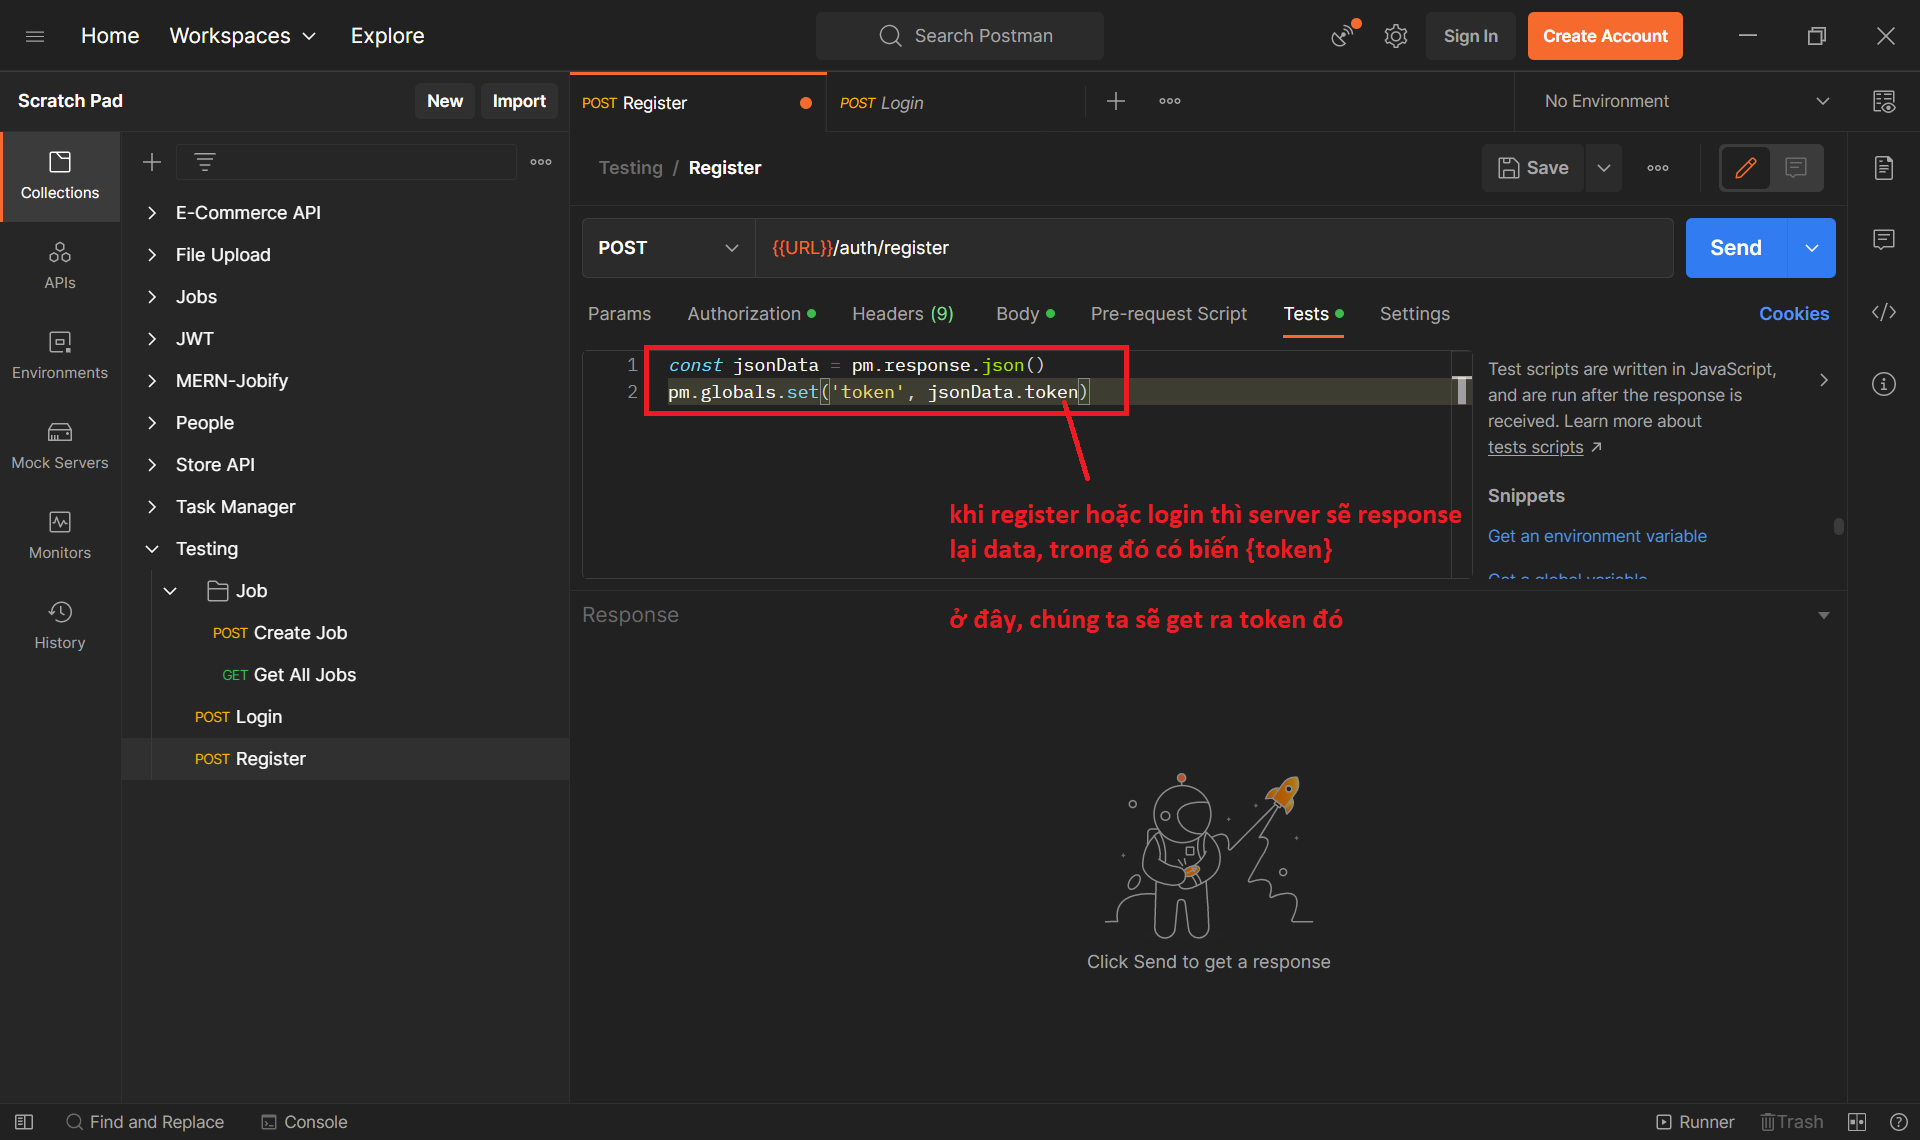 Home Workspaces Explore
Search Postman
Sign In Create Account
Scratch Pad New Import
POST Register POST Login
No Environment
Testing / Register
Save
Collections
APIs
Environments
Mock Servers
Monitors
History
E-Commerce API
File Upload
Jobs
JWT
MERN-Jobify
People
Store API
Task Manager
Testing
Job
POST Create Job
GET Get All Jobs
POST Login
POST Register
POST {{URL}}/auth/register Send
Params Authorization Headers (9) Body Pre-request Script Tests Settings Cookies
1 const jsonData = pm.response.json()
2 pm.globals.set('token', jsonData.token)
khi register hoặc login thì server sẽ response
lại data, trong đó có biến {token}
ở đây, chúng ta sẽ get ra token đó
Test scripts are written in JavaScript,
and are run after the response is
received. Learn more about
tests scripts
Snippets
Get an environment variable
Get a global variable
Response
Click Send to get a response
Find and Replace Console
Runner Trash